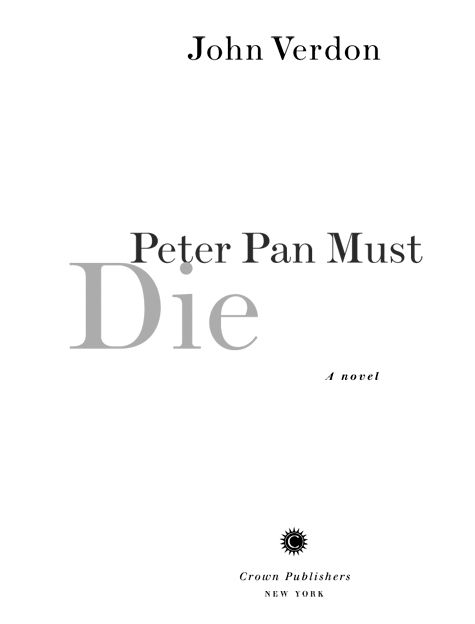 John Verdon
Peter Pan Must
Die
A novel
C
Crown Publishers
NEW YORK